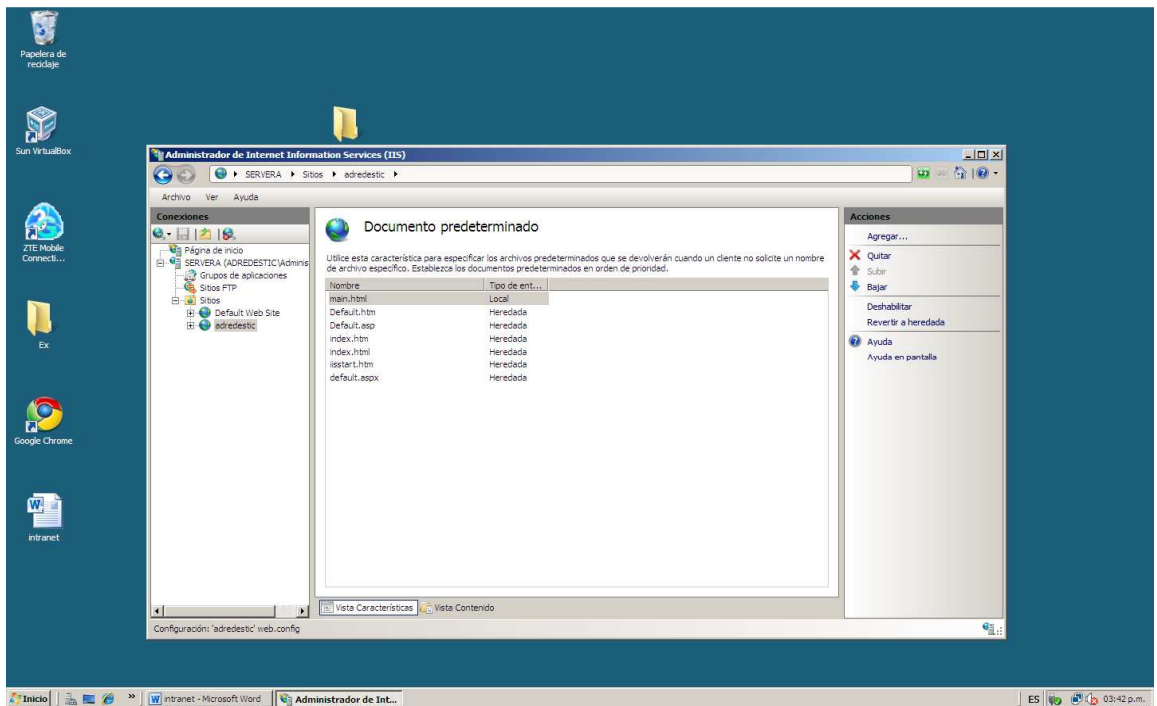 Papelera de
reciclaje
Sun VirtualBox
ZTE Mobile
Connecti...
Ex
Google Chrome
intranet
Administrador de Internet Information Services (IIS)
SERVERA Sitios adredestic
Archivo Ver Ayuda
Conexiones
Página de inicio
SERVERA (ADREDESTIC\Adminis
Grupos de aplicaciones
Sitios FTP
Sitios
Default Web Site
adredestic
Documento predeterminado
Utilice esta característica para especificar los archivos predeterminados que se devolverán cuando un cliente no solicite un nombre
de archivo específico. Establezca los documentos predeterminados en orden de prioridad.
Nombre Tipo de ent...
main.html Local
Default.htm Heredada
Default.asp Heredada
index.htm Heredada
index.html Heredada
iisstart.htm Heredada
default.aspx Heredada
Vista Características Vista Contenido
Acciones
Agregar...
Quitar
Subir
Bajar
Deshabilitar
Revertir a heredada
Ayuda
Ayuda en pantalla
Configuración: 'adredestic' web.config
Inicio » intranet - Microsoft Word Administrador de Int... ES 03:42 p.m.